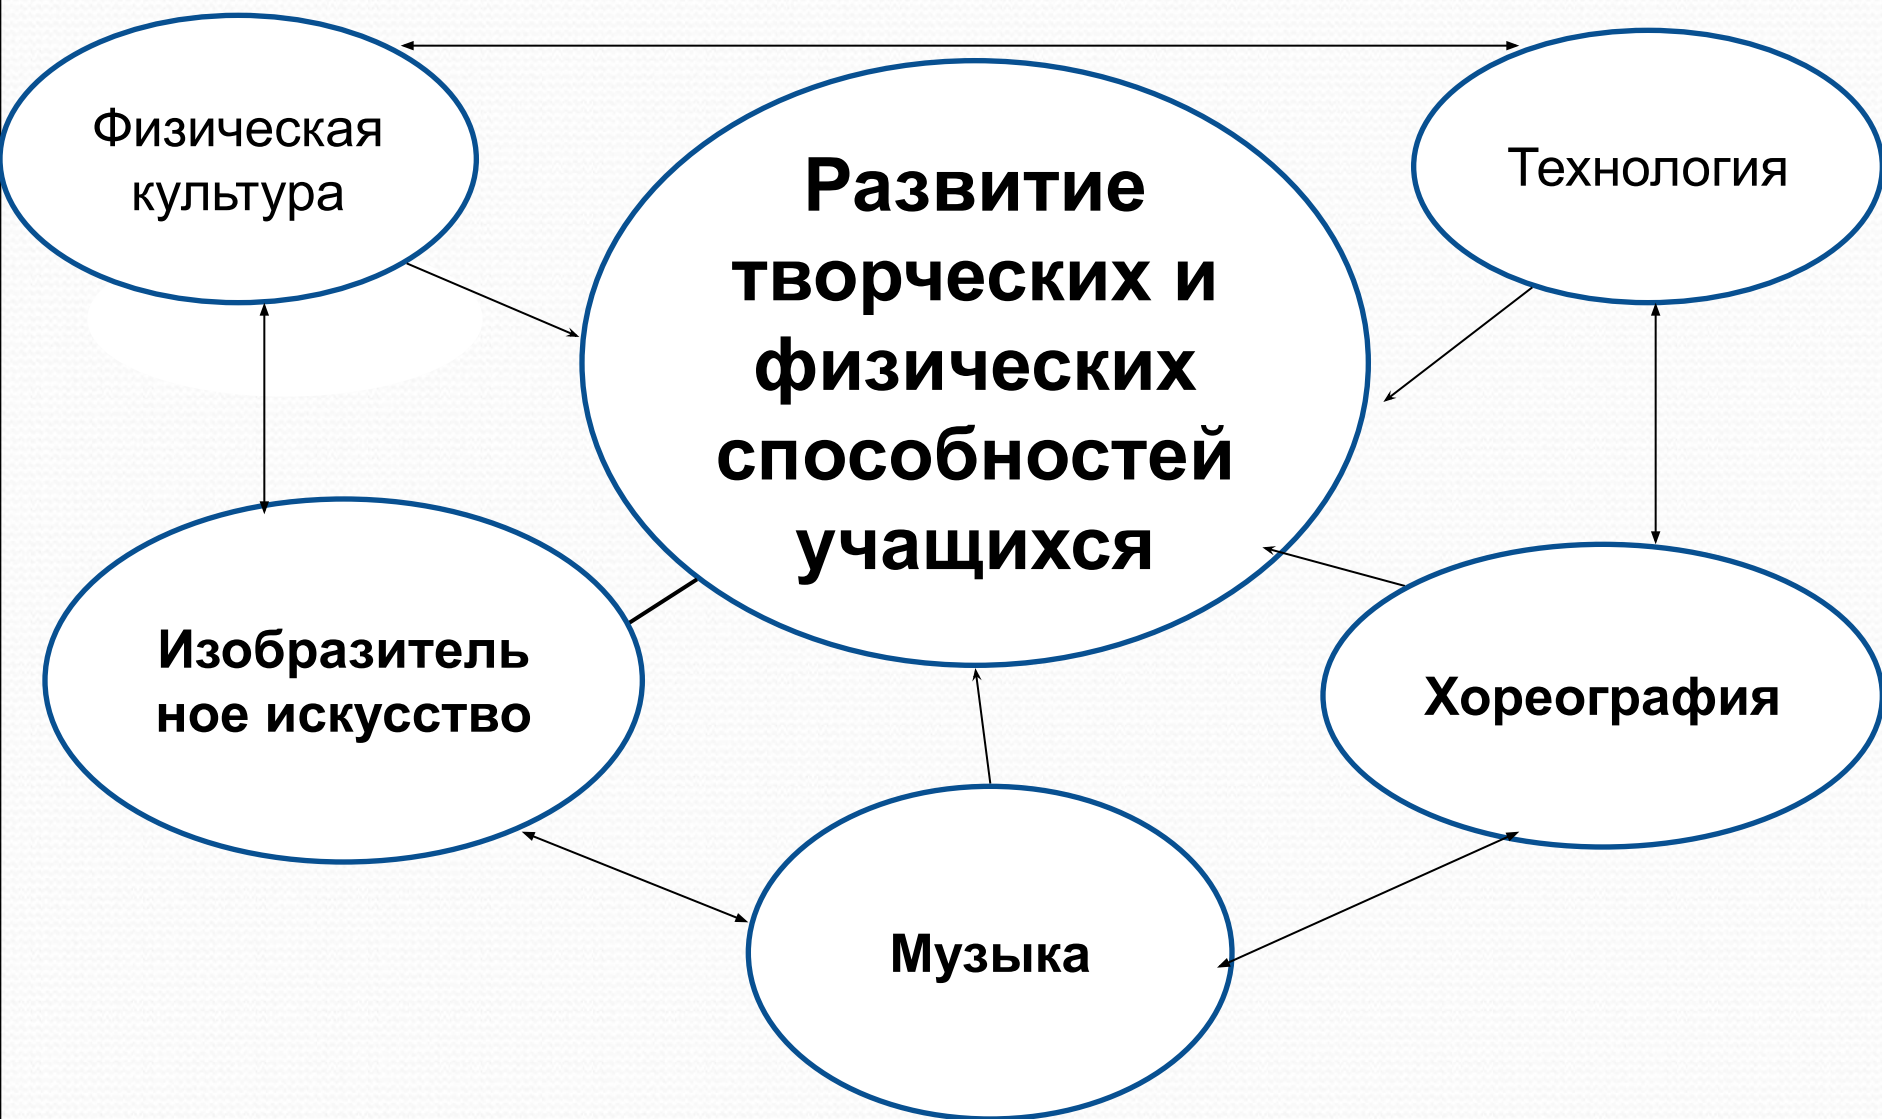 Физическая
культура
Технология
Развитие
творческих и
физических
способностей
учащихся
Изобразитель
ное искусство
Хореография
Музыка